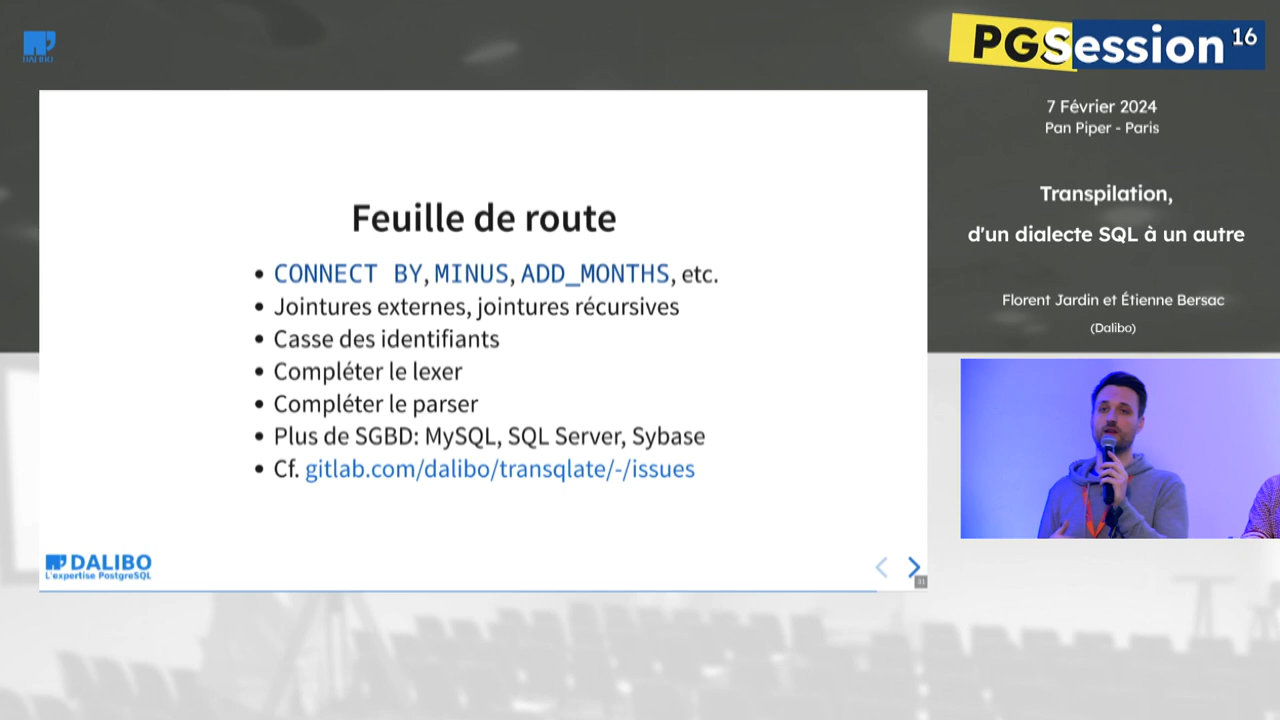 DALIBO
PGSession 16
7 Février 2024
Pan Piper - Paris
Transpilation,
d'un dialecte SQL à un autre
Florent Jardin et Étienne Bersac
(Dalibo)
Feuille de route
• CONNECT BY, MINUS, ADD_MONTHS, etc.
• Jointures externes, jointures récursives
• Casse des identifiants
• Compléter le lexer
• Compléter le parser
• Plus de SGBD: MySQL, SQL Server, Sybase
• Cf. gitlab.com/dalibo/transqlate/-/issues
DALIBO
L'expertise PostgreSQL